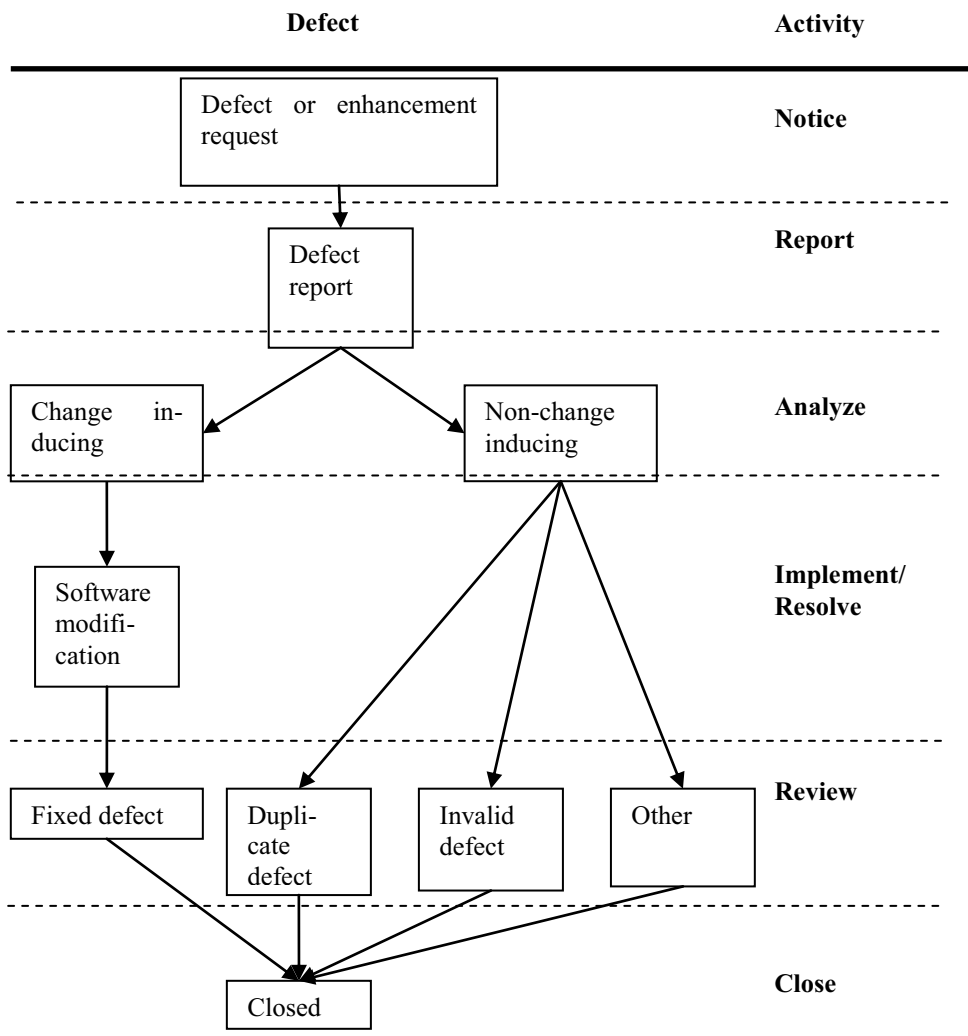 Defect
Activity
Defect or enhancement
request
Notice
Defect
report
Report
Change in-
ducing
Non-change
inducing
Analyze
Software
modifi-
cation
Implement/
Resolve
Fixed defect
Dupli-
cate
defect
Invalid
defect
Other
Review
Closed
Close